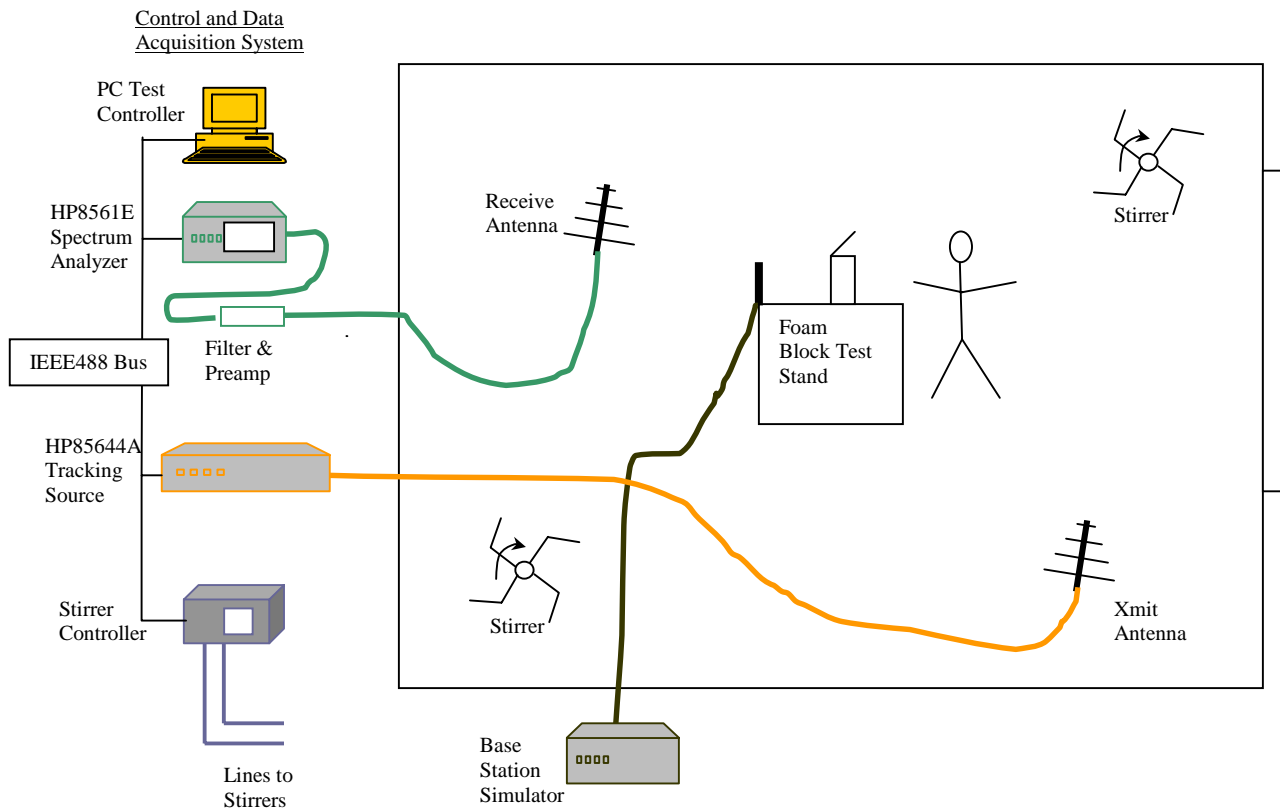 Control and Data
Acquisition System
PC Test
Controller
HP8561E
Spectrum
Analyzer
Filter &
Preamp
IEEE488 Bus
HP85644A
Tracking
Source
Stirrer
Controller
Lines to
Stirrers
Receive
Antenna
Stirrer
Foam
Block Test
Stand
Stirrer
Xmit
Antenna
Base
Station
Simulator